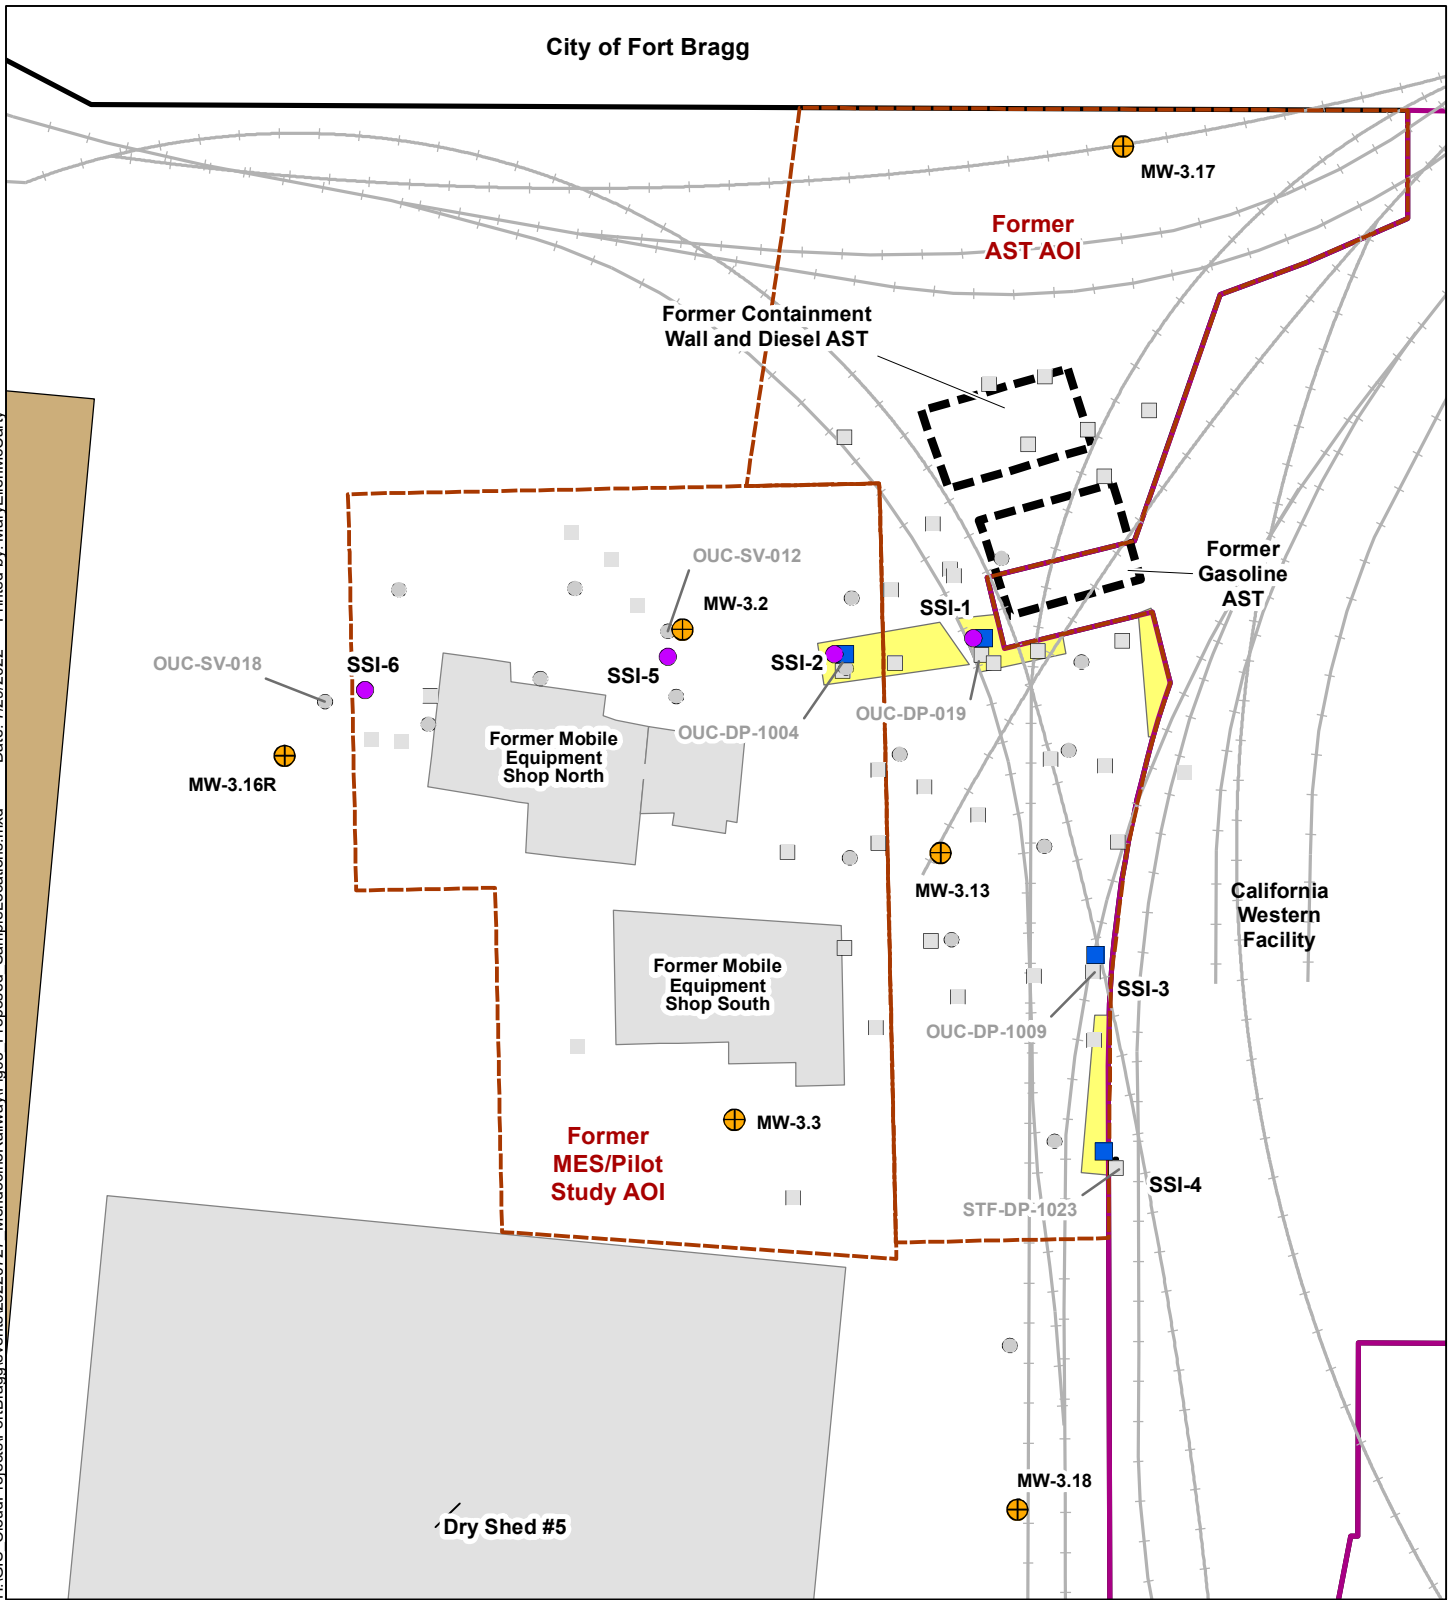 City of Fort Bragg
MW-3.17
Former
AST AOI
Former Containment
Wall and Diesel AST
Former
Gasoline
AST
OUC-SV-012
MW-3.2
SSI-1
OUC-SV-018
SSI-6
SSI-5
SSI-2
OUC-DP-019
OUC-DP-1004
Former Mobile
Equipment
Shop North
MW-3.16R
MW-3.13
California
Western
Facility
Former Mobile
Equipment
Shop South
SSI-3
OUC-DP-1009
MW-3.3
Former
MES/Pilot
Study AOI
SSI-4
STF-DP-1023
MW-3.18
Dry Shed #5